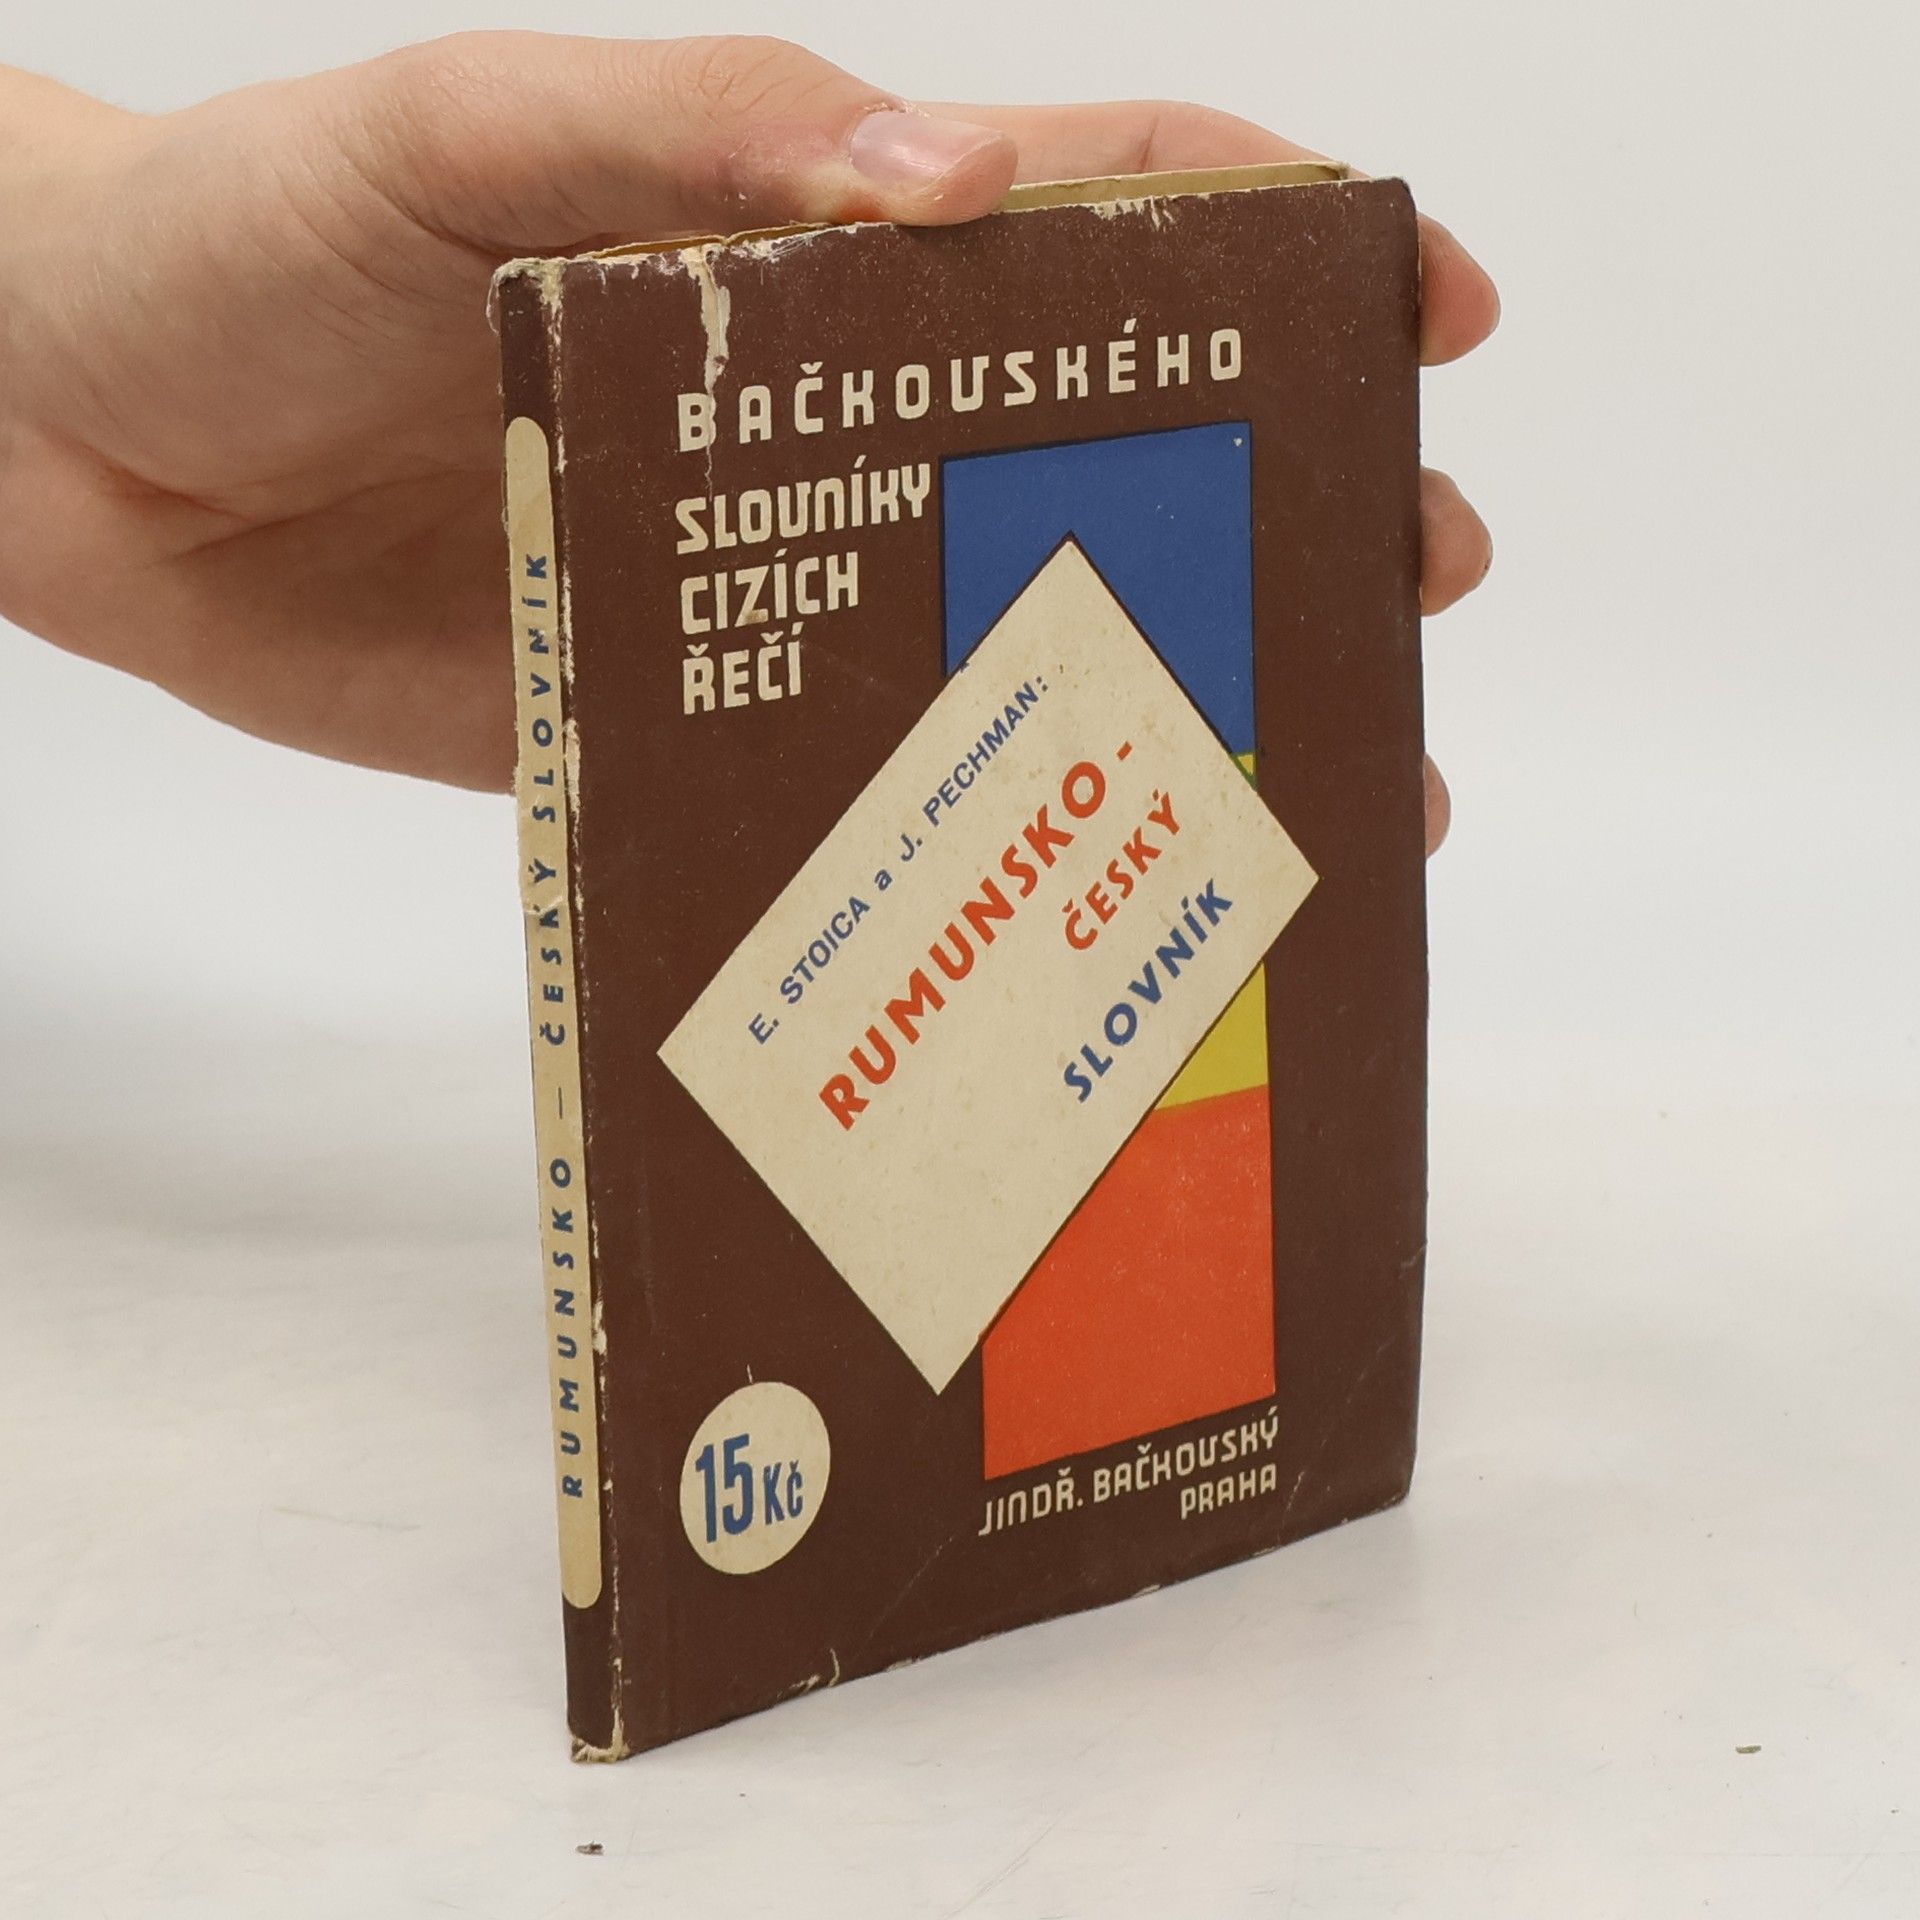 BAČKOVSKÉHO
SLOVNÍKY
CIZÍCH
ŘEČÍ
E. STOICA a J. PECHMAN:
RUMUNSKO-
ČESKÝ
SLOVNÍK
15 Kč
JINDŘ. BAČKOVSKÝ
PRAHA
RUMUNSKO – ČESKÝ SLOVNÍK